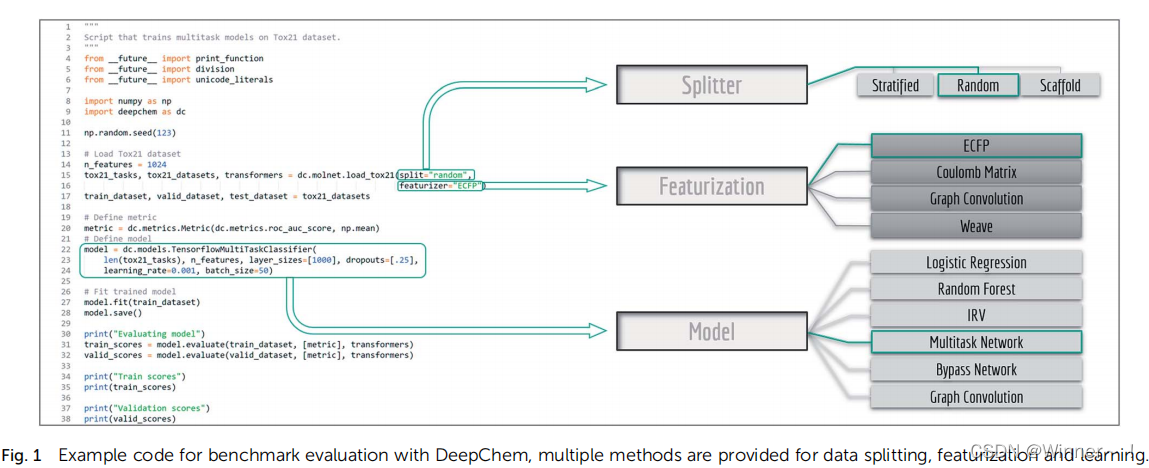 1 """
2 Script that trains multitask models on Tox21 dataset.
3 """
4 from __future__ import print_function
5 from __future__ import division
6 from __future__ import unicode_literals
7
8 import numpy as np
9 import deepchem as dc
10
11 np.random.seed(123)
12
13 # Load Tox21 dataset
14 n_features = 1024
15 tox21_tasks, tox21_datasets, transformers = dc.molnet.load_tox21(split="random",
16 featurizer="ECFP")
17 train_dataset, valid_dataset, test_dataset = tox21_datasets
18
19 # Define metric
20 metric = dc.metrics.Metric(dc.metrics.roc_auc_score, np.mean)
21 # Define model
22 model = dc.models.TensorflowMultiTaskClassifier(
23 len(tox21_tasks), n_features, layer_sizes=[1000], dropouts=[.25],
24 learning_rate=0.001, batch_size=50)
25
26 # Fit trained model
27 model.fit(train_dataset)
28 model.save()
29
30 print("Evaluating model")
31 train_scores = model.evaluate(train_dataset, [metric], transformers)
32 valid_scores = model.evaluate(valid_dataset, [metric], transformers)
33
34 print("Train scores")
35 print(train_scores)
36
37 print("Validation scores")
38 print(valid_scores)
Splitter
Stratified
Random
Scaffold
Featurization
ECFP
Coulomb Matrix
Graph Convolution
Weave
Model
Logistic Regression
Random Forest
IRV
Multitask Network
Bypass Network
Graph Convolution
Fig. 1 Example code for benchmark evaluation with DeepChem, multiple methods are provided for data splitting, featurization and learning.
CSDN